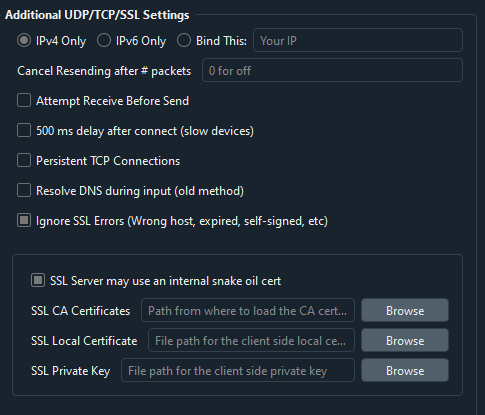 Additional UDP/TCP/SSL Settings
IPv4 Only IPv6 Only Bind This: Your IP
Cancel Resending after # packets 0 for off
Attempt Receive Before Send
500 ms delay after connect (slow devices)
Persistent TCP Connections
Resolve DNS during input (old method)
Ignore SSL Errors (Wrong host, expired, self-signed, etc)
SSL Server may use an internal snake oil cert
SSL CA Certificates Path from where to load the CA cert... Browse
SSL Local Certificate File path for the client side local ce... Browse
SSL Private Key File path for the client side private key Browse